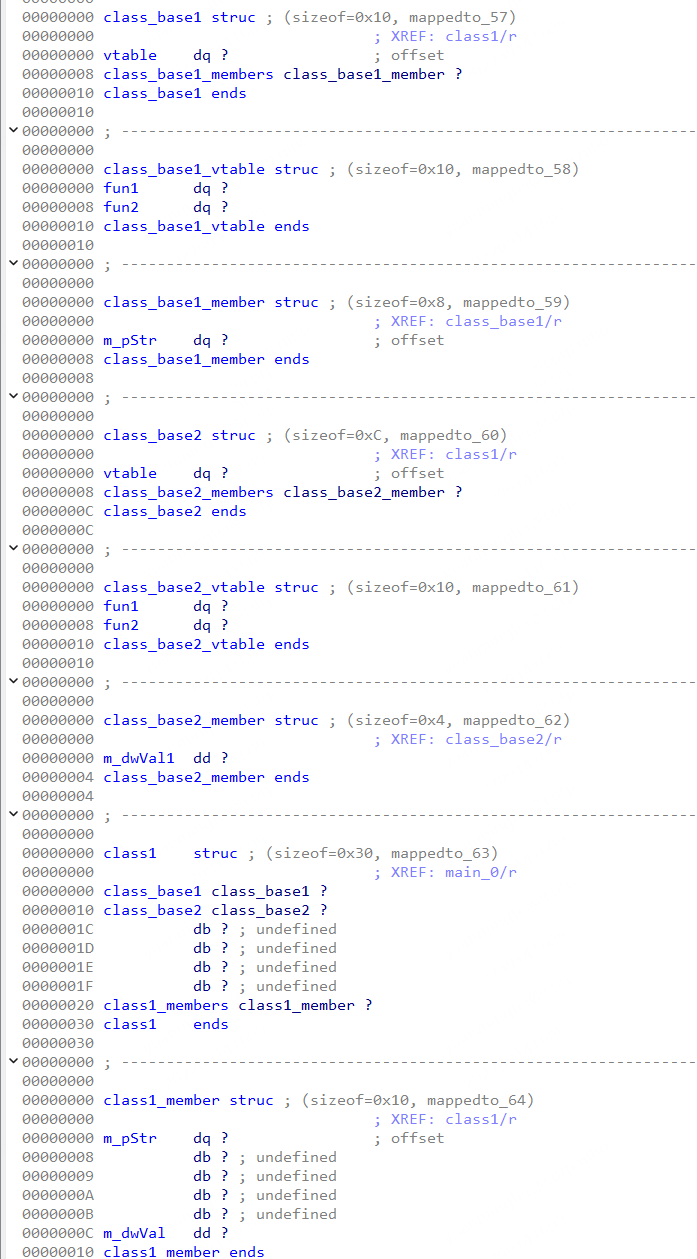 00000000 class_base1 struc ; (sizeof=0x10, mappedto_57)
00000000                               ; XREF: class1/r
00000000 vtable    dq ?                ; offset
00000008 class_base1_members class_base1_member ?
00000010 class_base1 ends
00000010
00000000 ; ----------------------------------------------------------------
00000000
00000000 class_base1_vtable struc ; (sizeof=0x10, mappedto_58)
00000000 fun1      dq ?
00000008 fun2      dq ?
00000010 class_base1_vtable ends
00000010
00000000 ; ----------------------------------------------------------------
00000000
00000000 class_base1_member struc ; (sizeof=0x8, mappedto_59)
00000000                               ; XREF: class_base1/r
00000000 m_pStr    dq ?                ; offset
00000008 class_base1_member ends
00000008
00000000 ; ----------------------------------------------------------------
00000000
00000000 class_base2 struc ; (sizeof=0xC, mappedto_60)
00000000                               ; XREF: class1/r
00000000 vtable    dq ?                ; offset
00000008 class_base2_members class_base2_member ?
0000000C class_base2 ends
0000000C
00000000 ; ----------------------------------------------------------------
00000000
00000000 class_base2_vtable struc ; (sizeof=0x10, mappedto_61)
00000000 fun1      dq ?
00000008 fun2      dq ?
00000010 class_base2_vtable ends
00000010
00000000 ; ----------------------------------------------------------------
00000000
00000000 class_base2_member struc ; (sizeof=0x4, mappedto_62)
00000000                               ; XREF: class_base2/r
00000000 m_dwVal1  dd ?
00000004 class_base2_member ends
00000004
00000000 ; ----------------------------------------------------------------
00000000
00000000 class1    struc ; (sizeof=0x30, mappedto_63)
00000000                               ; XREF: main_0/r
00000000 class_base1 class_base1 ?
00000010 class_base2 class_base2 ?
0000001C           db ? ; undefined
0000001D           db ? ; undefined
0000001E           db ? ; undefined
0000001F           db ? ; undefined
00000020 class1_members class1_member ?
00000030 class1    ends
00000030
00000000 ; ----------------------------------------------------------------
00000000
00000000 class1_member struc ; (sizeof=0x10, mappedto_64)
00000000                               ; XREF: class1/r
00000000 m_pStr    dq ?                ; offset
00000008           db ? ; undefined
00000009           db ? ; undefined
0000000A           db ? ; undefined
0000000B           db ? ; undefined
0000000C m_dwVal   dd ?
00000010 class1_member ends